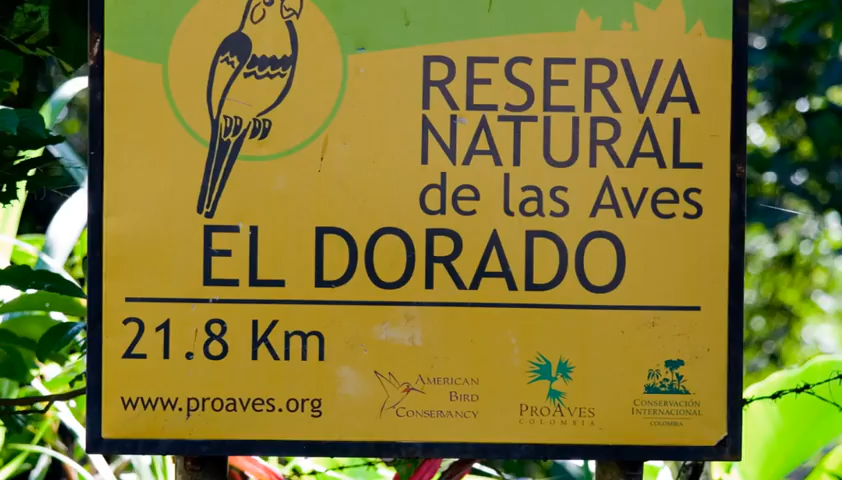 RESERVA
NATURAL
de las Aves
EL DORADO
21.8 Km
www.proaves.org
AMERICAN
BIRD
CONSERVANCY
PROAVES
COLOMBIA
CONSERVACIÓN
INTERNACIONAL
COLOMBIA